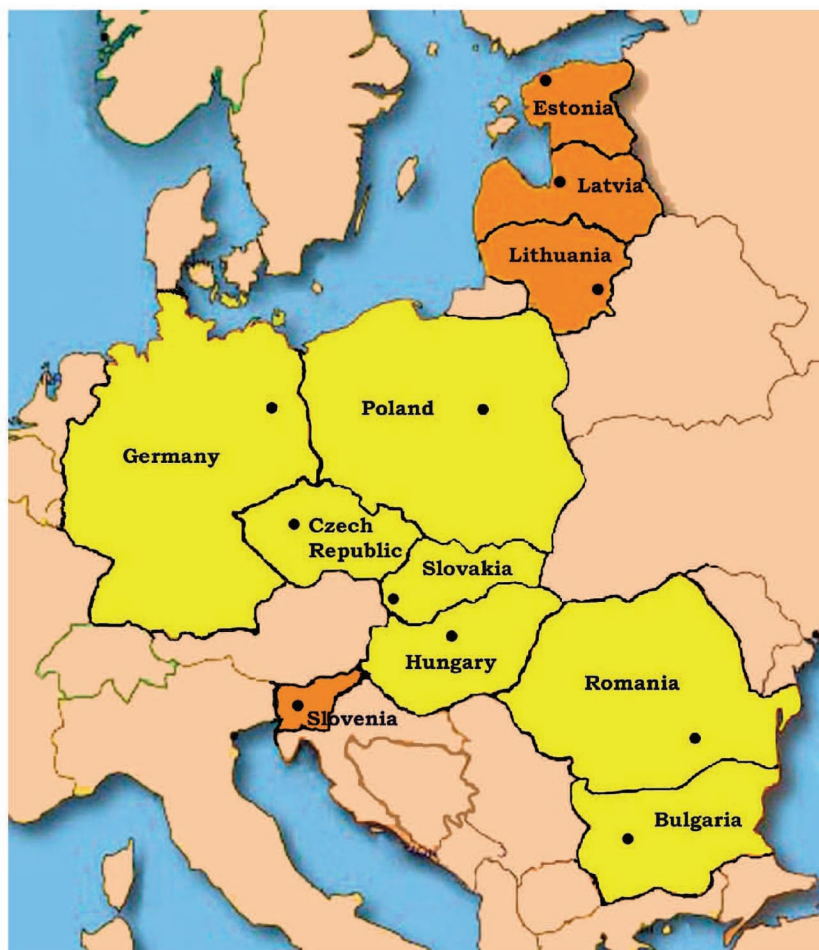 Estonia
Latvia
Lithuania
Poland
Germany
Czech
Republic
Slovakia
Hungary
Romania
Slovenia
Bulgaria